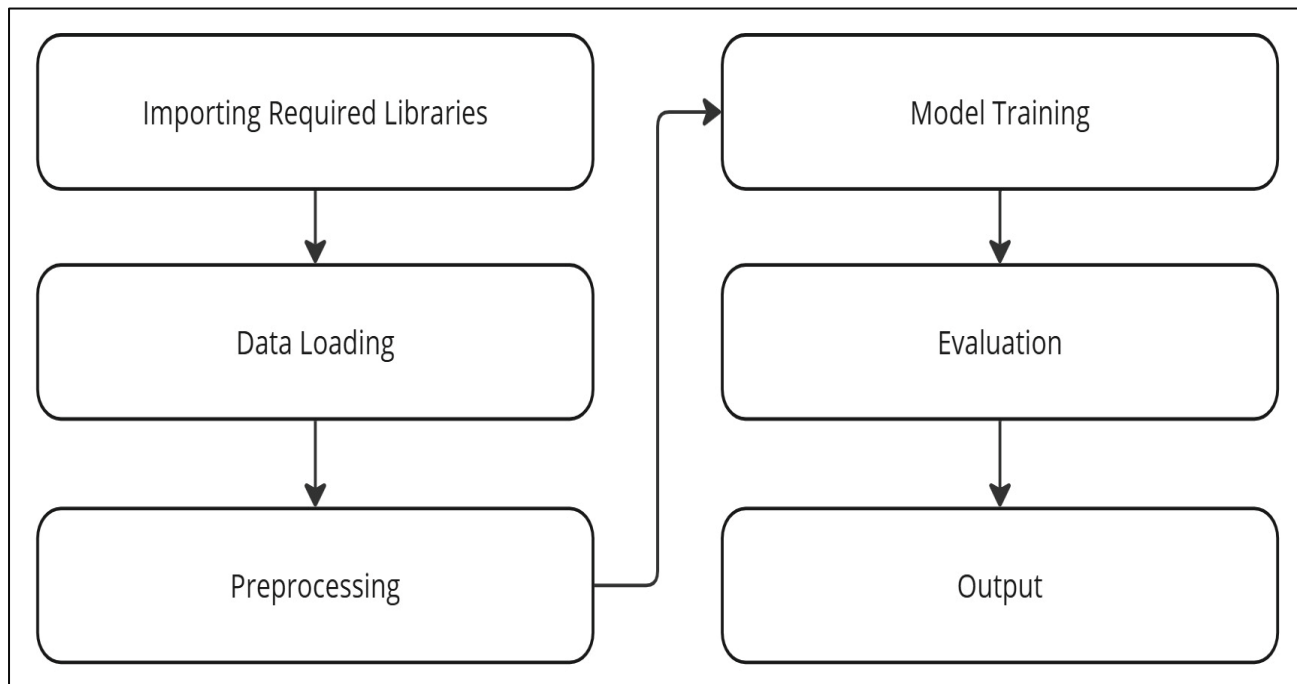 Importing Required Libraries
Data Loading
Preprocessing
Model Training
Evaluation
Output